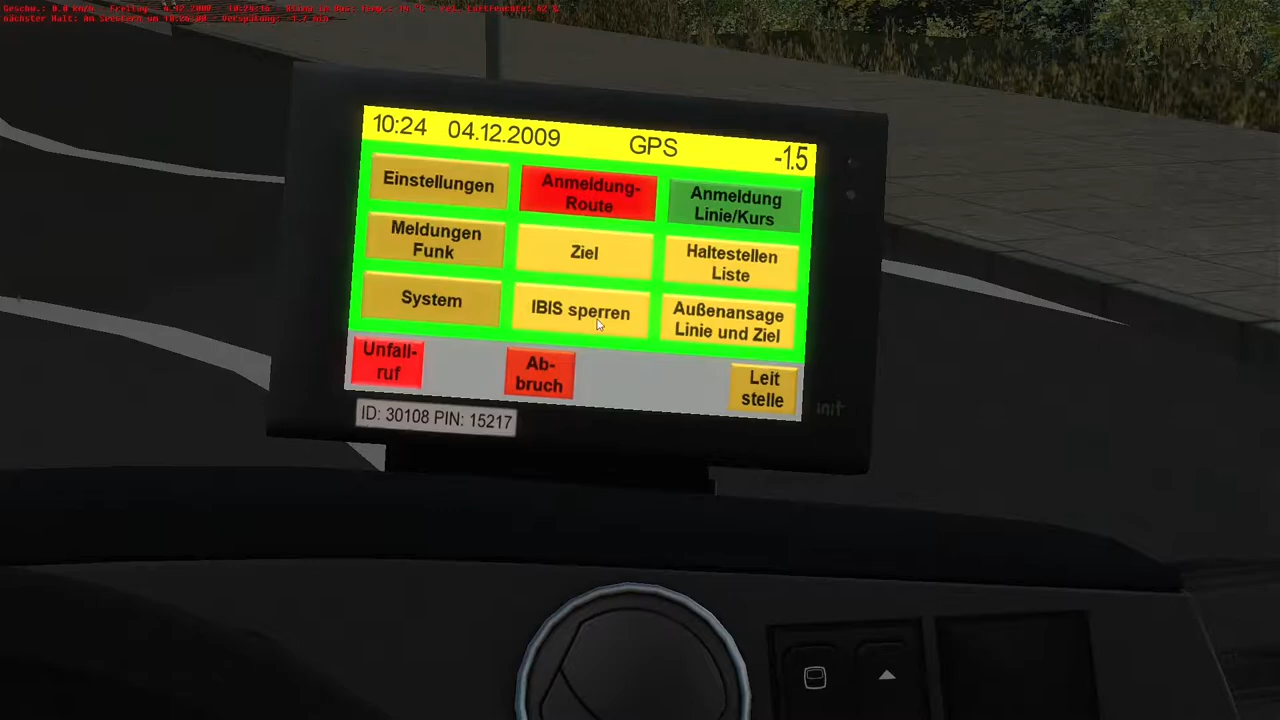 10:24 04.12.2009 GPS -1.5
Einstellungen
Anmeldung-
Route
Anmeldung
Linie/Kurs
Meldungen
Funk
Ziel
Haltestellen
Liste
System
IBIS sperren
Außenansage
Linie und Ziel
Unfall-
ruf
Ab-
bruch
Leit
stelle
ID: 30108 PIN: 15217
init